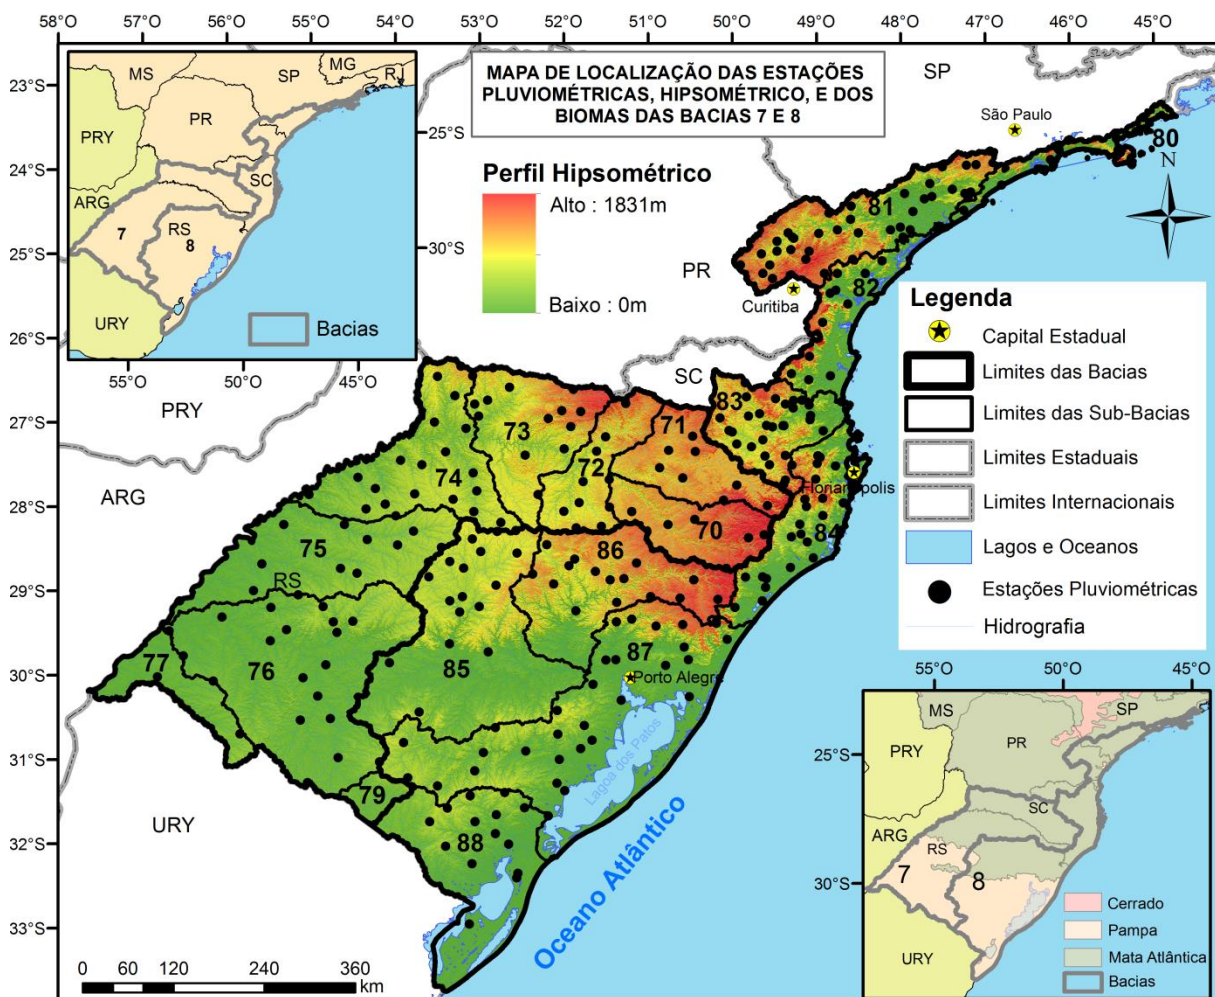 58°O 57°O 56°O 55°O 54°O 53°O 52°O 51°O 50°O 49°O 48°O 47°O 46°O 45°O
23°S
24°S
25°S
26°S
27°S
28°S
29°S
30°S
31°S
32°S
33°S
MS
SP
MG
RJ
PRY
PR
ARG
SC
RS
7
8
URY
Bacias
25°S
30°S
55°O 50°O 45°O
MAPA DE LOCALIZAÇÃO DAS ESTAÇÕES
PLUVIOMÉTRICAS, HIPSOMÉTRICO, E DOS
BIOMAS DAS BACIAS 7 E 8
Perfil Hipsométrico
Alto : 1831m
Baixo : 0m
SP
São Paulo
80
N
81
PR
82
Curitiba
SC
PRY
83
71
73
72
74
ARG
Florianópolis
70
84
86
75
RS
87
85
77
76
Porto Alegre
79
Lagoa dos Patos
URY
88
Oceano Atlântico
Legenda
Capital Estadual
Limites das Bacias
Limites das Sub-Bacias
Limites Estaduais
Limites Internacionais
Lagos e Oceanos
Estações Pluviométricas
Hidrografia
55°O 50°O 45°O
MS
SP
PR
25°S
PRY
SC
ARG
RS
7
8
30°S
URY
Cerrado
Pampa
Mata Atlântica
Bacias
0 60 120 240 360
km